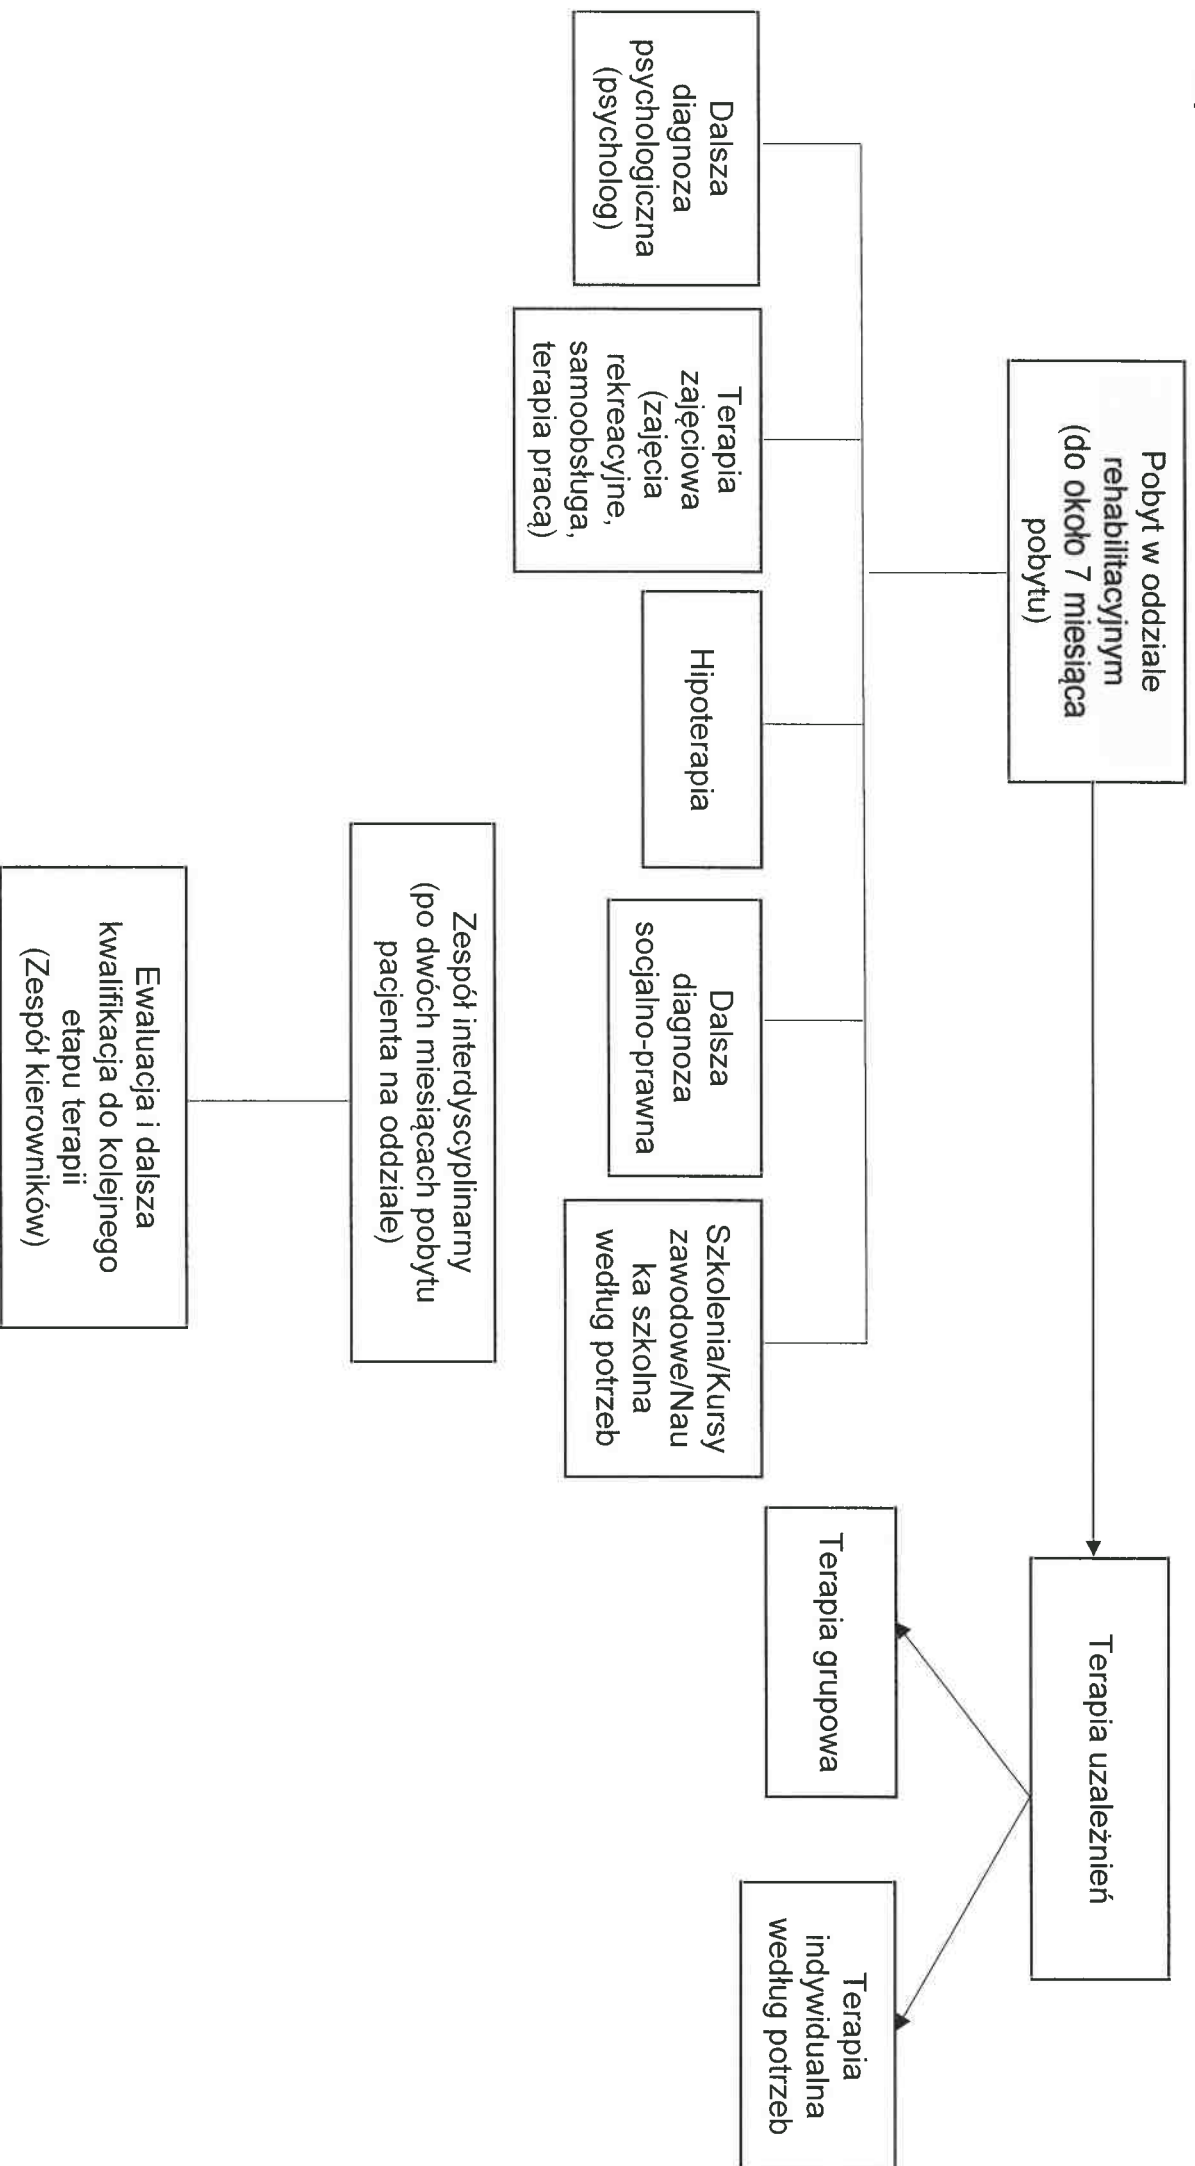 Pobyt w oddziale
rehabilitacyjnym
(do około 7 miesiąca
pobytu)
Terapia uzależnień
Terapia grupowa
Terapia
indywidualna
według potrzeb
Dalsza
diagnoza
psychologiczna
(psycholog)
Terapia
zajęciowa
(zajęcia
rekreacyjne,
samoobsługa,
terapia pracą)
Hipoterapia
Dalsza
diagnoza
socjalno-prawna
Szkolenia/Kursy
zawodowe/Nau
ka szkolna
według potrzeb
Zespół interdyscyplinarny
(po dwóch miesiącach pobytu
pacjenta na oddziale)
Ewaluacja i dalsza
kwalifikacja do kolejnego
etapu terapii
(Zespół kierowników)